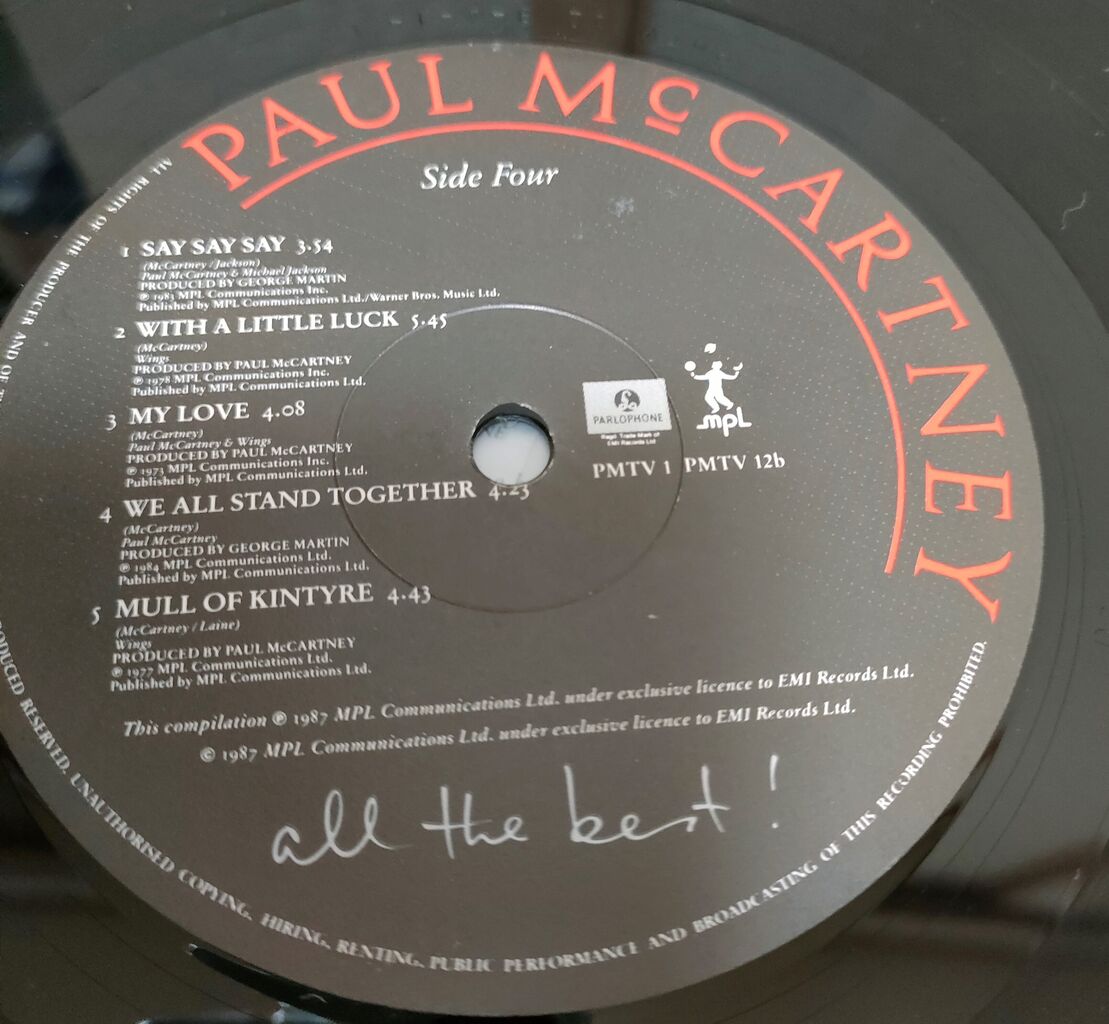 PAUL McCARTNEY
Side Four
1 SAY SAY SAY 3·54
(McCartney / Jackson)
Paul McCartney & Michael Jackson
PRODUCED BY GEORGE MARTIN
℗ 1983 MPL Communications Inc.
Published by MPL Communications Ltd./Warner Bros. Music Ltd.
2 WITH A LITTLE LUCK 5·45
(McCartney)
Wings
PRODUCED BY PAUL McCARTNEY
℗ 1978 MPL Communications Inc.
Published by MPL Communications Ltd.
3 MY LOVE 4·08
(McCartney)
Paul McCartney & Wings
PRODUCED BY PAUL McCARTNEY
℗ 1973 MPL Communications Inc.
Published by MPL Communications Ltd.
4 WE ALL STAND TOGETHER 4·23
(McCartney)
Paul McCartney
PRODUCED BY GEORGE MARTIN
℗ 1984 MPL Communications Ltd.
Published by MPL Communications Ltd.
5 MULL OF KINTYRE 4·43
(McCartney / Laine)
Wings
PRODUCED BY PAUL McCARTNEY
℗ 1977 MPL Communications Ltd.
Published by MPL Communications Ltd.
PARLOPHONE
Regd. Trade Mark of
EMI Records Ltd
mpl
PMTV 1 PMTV 12b
This compilation ℗ 1987 MPL Communications Ltd. under exclusive licence to EMI Records Ltd.
© 1987 MPL Communications Ltd. under exclusive licence to EMI Records Ltd.
all the best!
ALL RIGHTS OF THE PRODUCER AND OF
RODUCED RESERVED. UNAUTHORISED COPYING, HIRING, RENTING, PUBLIC PERFORMANCE AND BROADCASTING OF THIS RECORDING PROHIBITED.